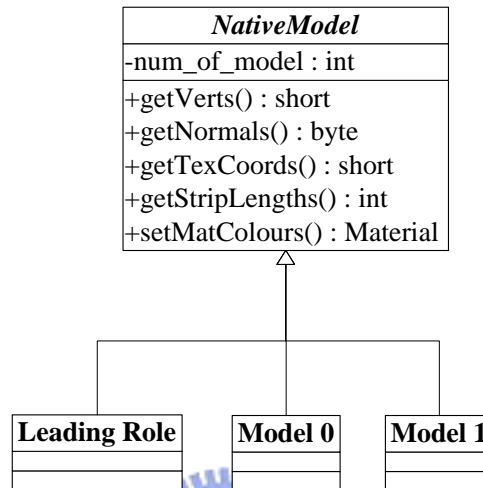 NativeModel
-num_of_model : int
+getVerts() : short
+getNormals() : byte
+getTexCoords() : short
+getStripLengths() : int
+setMatColours() : Material
Leading Role
Model 0
Model 1